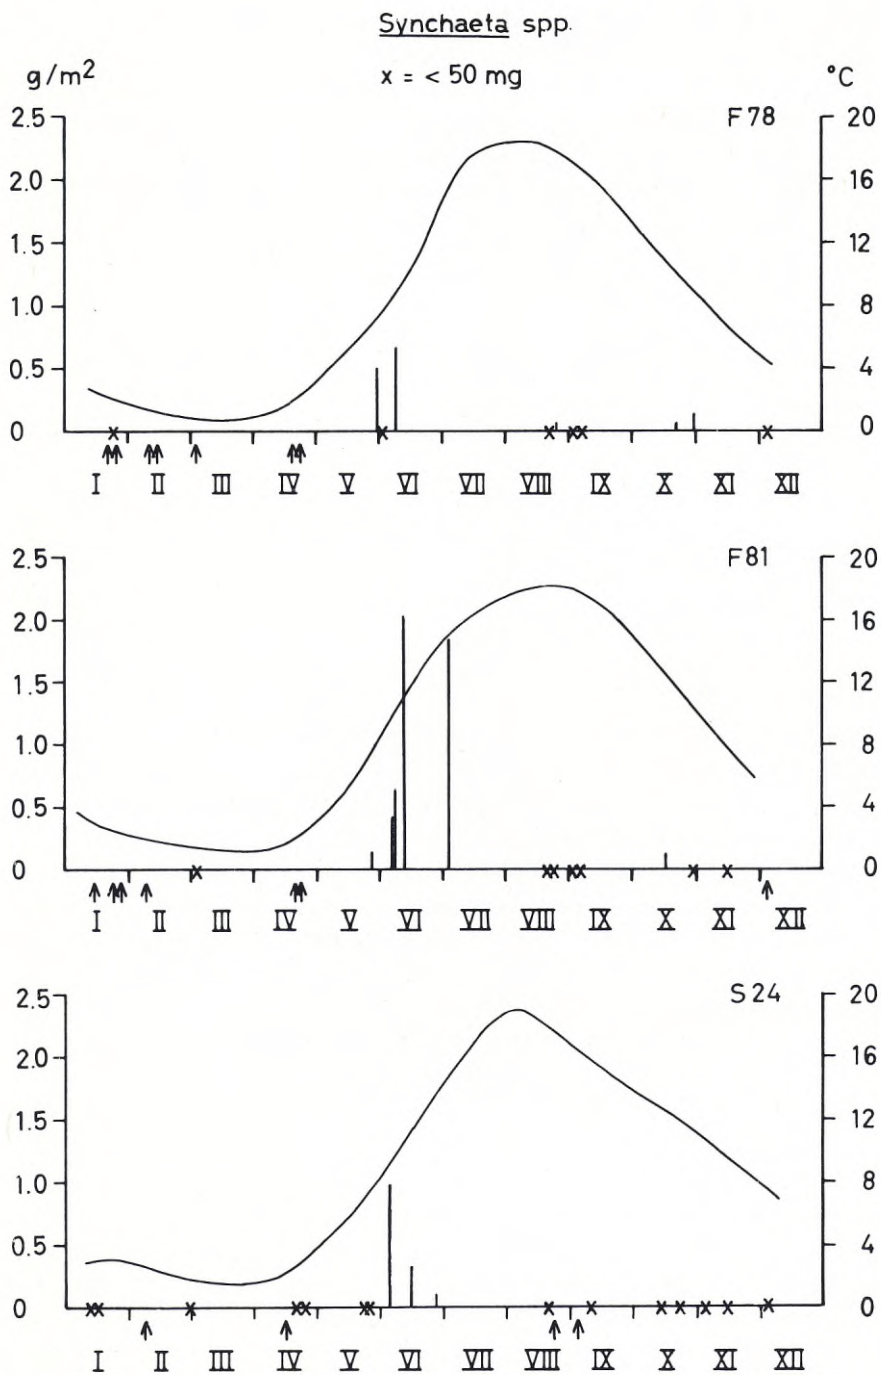 Synchaeta spp.
g/m2 x = < 50 mg °C
F 78
2.5 20
2.0 16
1.5 12
1.0 8
0.5 4
0 0
I II III IV V VI VII VIII IX X XI XII
F 81
2.5 20
2.0 16
1.5 12
1.0 8
0.5 4
0 0
I II III IV V VI VII VIII IX X XI XII
S 24
2.5 20
2.0 16
1.5 12
1.0 8
0.5 4
0 0
I II III IV V VI VII VIII IX X XI XII